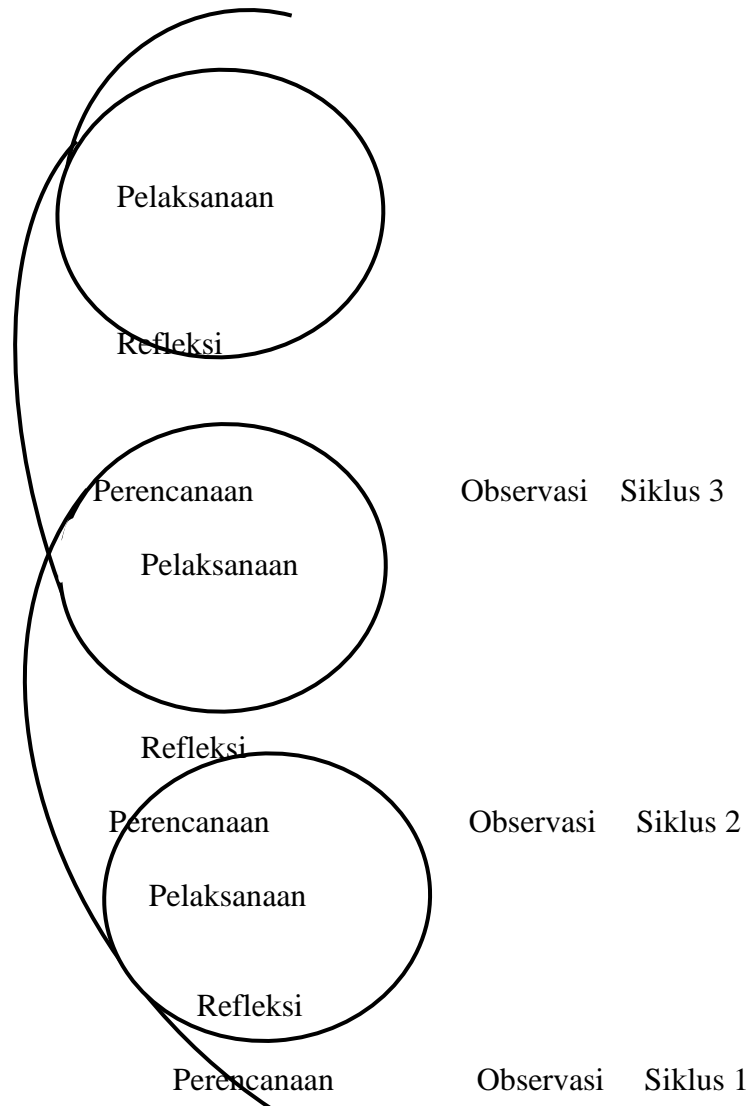 Pelaksanaan
Refleksi
Perencanaan Observasi Siklus 3
Pelaksanaan
Refleksi
Perencanaan Observasi Siklus 2
Pelaksanaan
Refleksi
Perencanaan Observasi Siklus 1